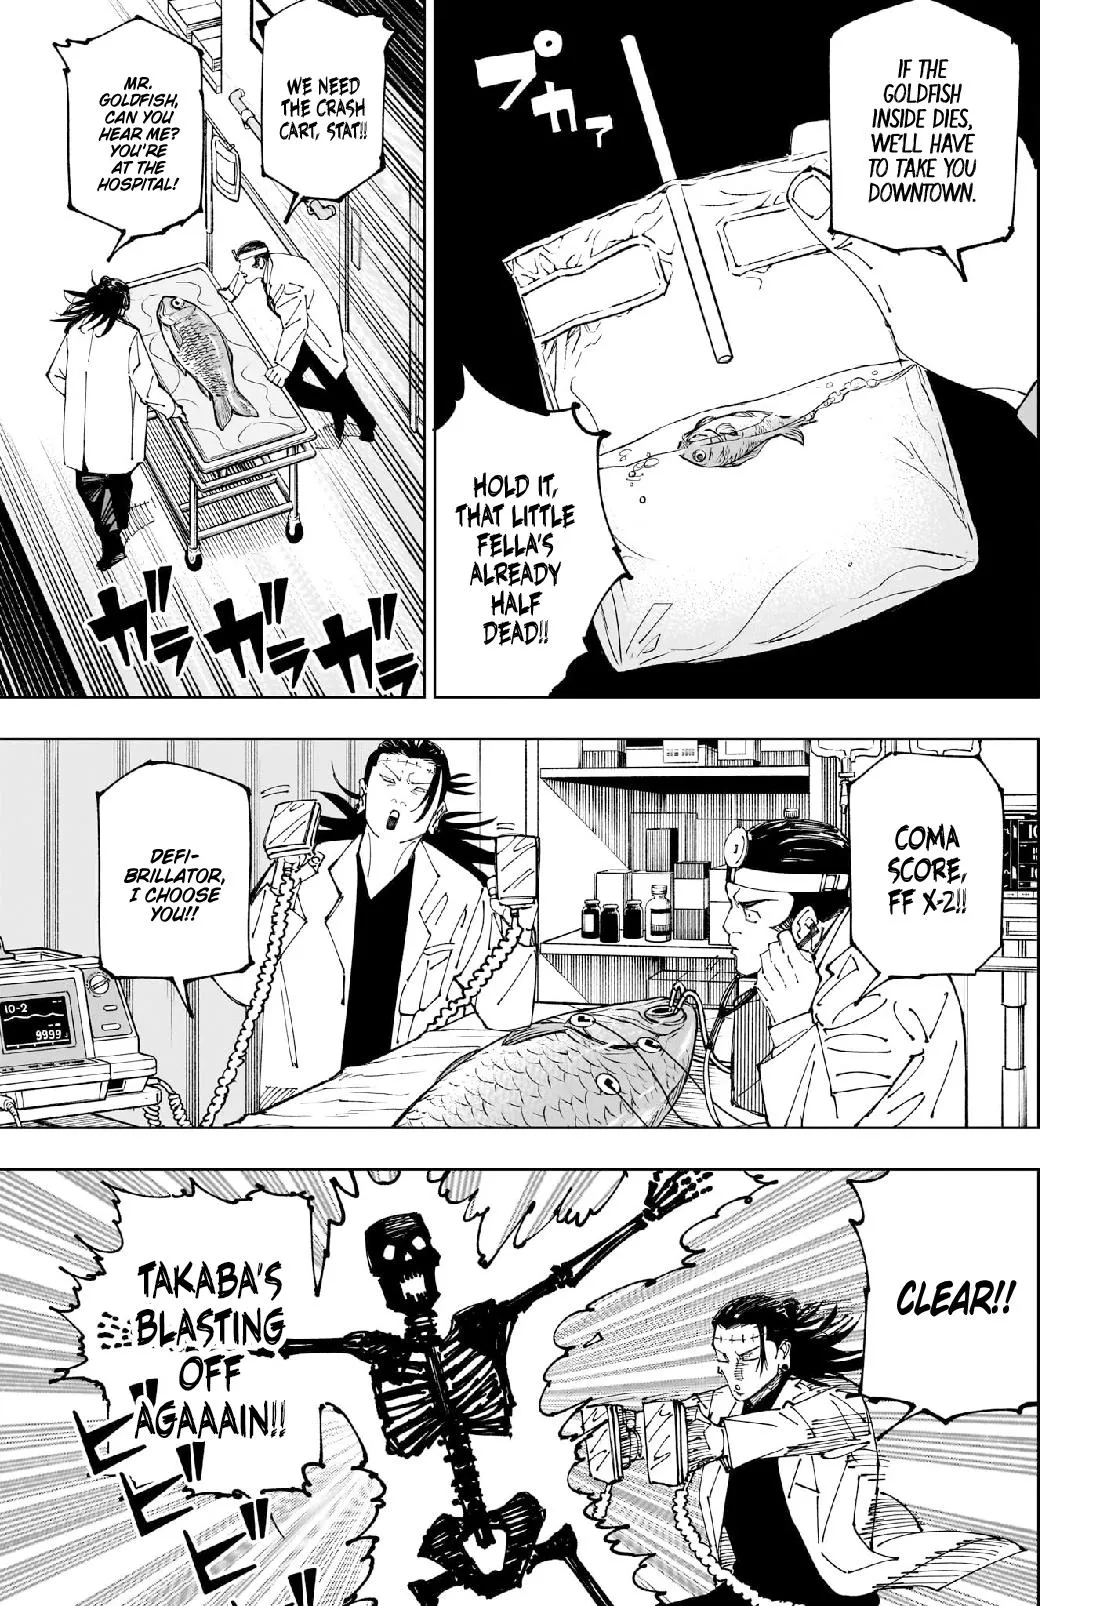 IF THE
GOLDFISH
INSIDE DIES,
WE'LL HAVE
TO TAKE YOU
DOWNTOWN.
プカァ
HOLD IT,
THAT LITTLE
FELLA'S
ALREADY
HALF
DEAD!!
WE NEED
THE CRASH
CART, STAT!!
MR.
GOLDFISH,
CAN YOU
HEAR ME?
YOU'RE
AT THE
HOSPITAL!
ガラガラガラ
COMA
SCORE,
FF X-2!!
DEFI-
BRILLATOR,
I CHOOSE
YOU!!
10-2
9999
CLEAR!!
TAKABA'S
BLASTING
OFF
AGAAAIN!!
ビビビ